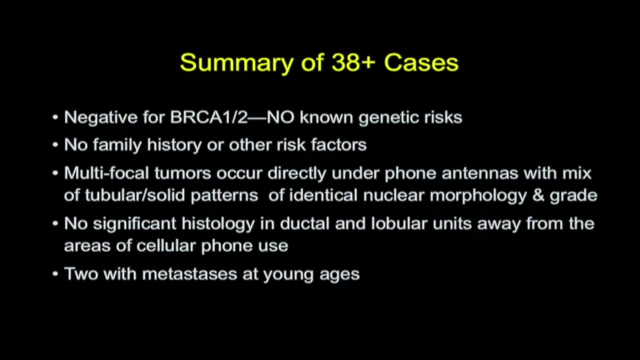 Summary of 38+ Cases
• Negative for BRCA1/2—NO known genetic risks
• No family history or other risk factors
• Multi-focal tumors occur directly under phone antennas with mix
of tubular/solid patterns of identical nuclear morphology & grade
• No significant histology in ductal and lobular units away from the
areas of cellular phone use
• Two with metastases at young ages